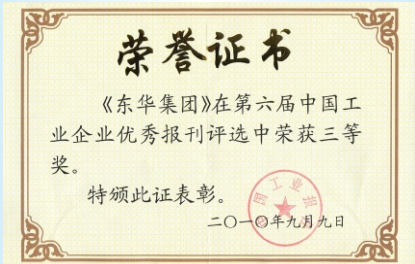 荣誉证书
《东华集团》在第六届中国工
业企业优秀报刊评选中荣获三等
奖。
特颁此证表彰。
二〇一〇年九月九日